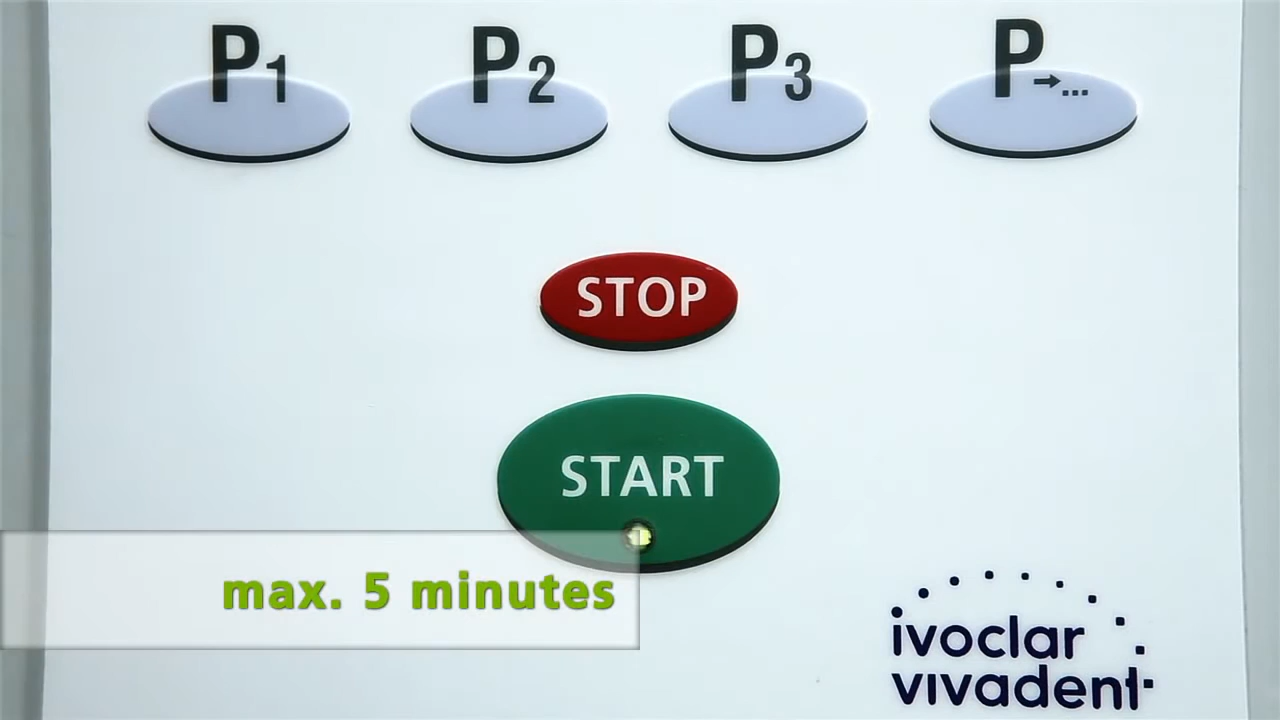 P1 P2 P3 P→...
STOP
START
max. 5 minutes
ivoclar
vivadent